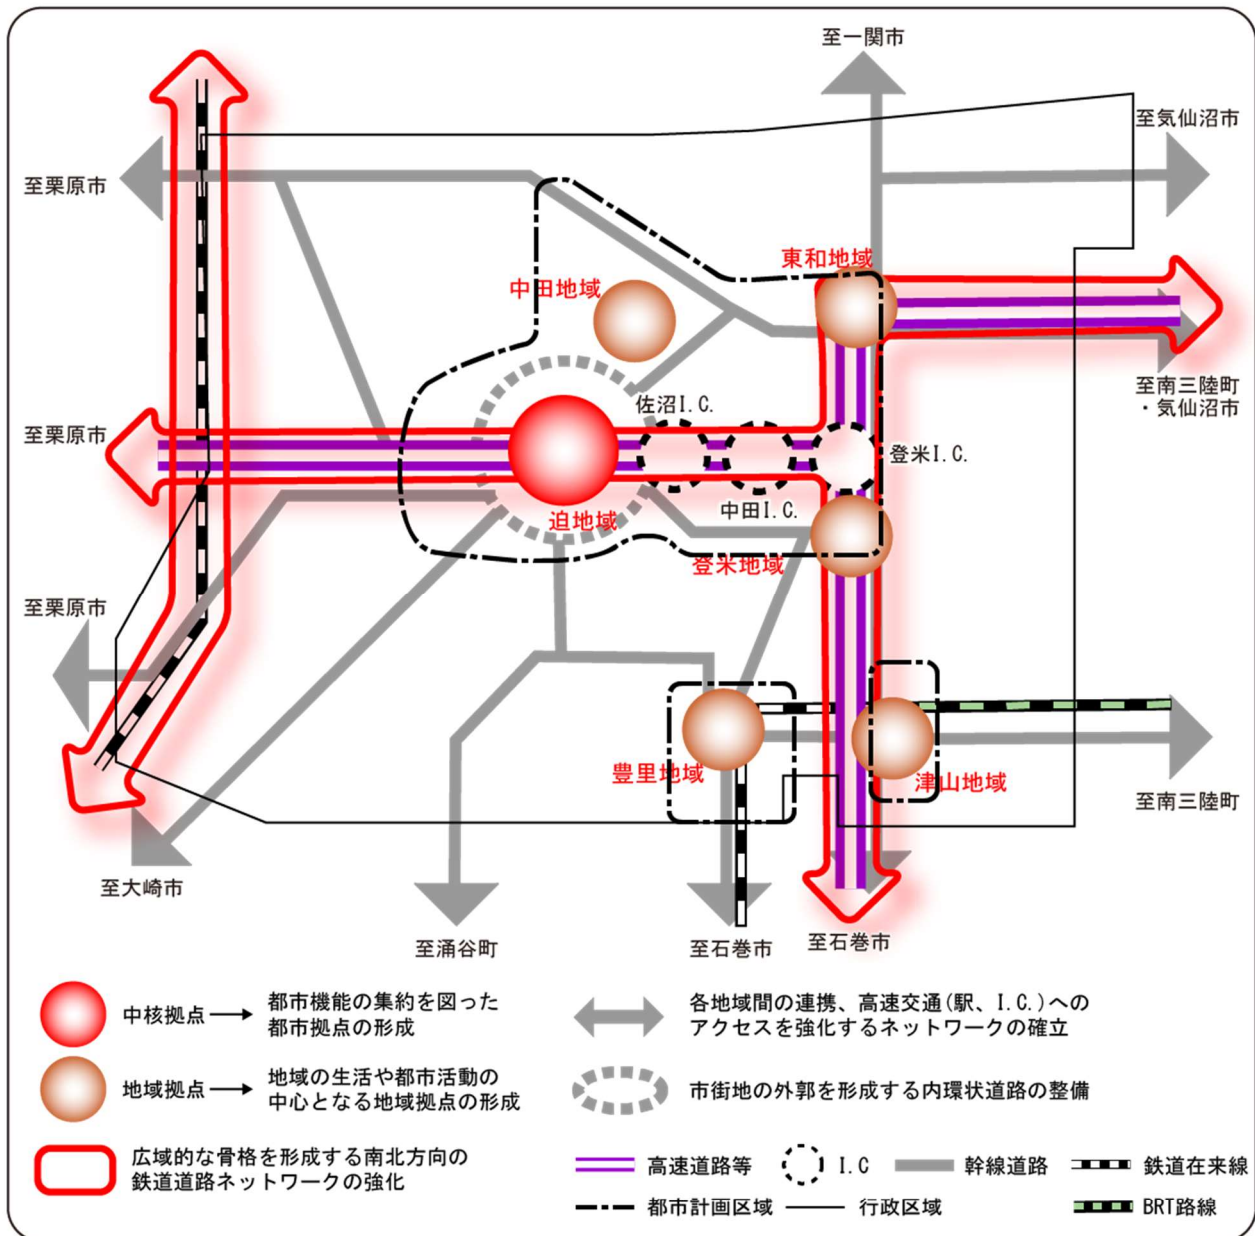 至一関市
至気仙沼市
至栗原市
東和地域
中田地域
至南三陸町
・気仙沼市
佐沼I.C.
至栗原市
登米I.C.
中田I.C.
迫地域
登米地域
至栗原市
豊里地域
津山地域
至南三陸町
至大崎市
至涌谷町
至石巻市
至石巻市
中核拠点
都市機能の集約を図った
都市拠点の形成
各地域間の連携、高速交通(駅、I.C.)への
アクセスを強化するネットワークの確立
地域拠点
地域の生活や都市活動の
中心となる地域拠点の形成
市街地の外郭を形成する内環状道路の整備
広域的な骨格を形成する南北方向の
鉄道道路ネットワークの強化
高速道路等
I.C
幹線道路
鉄道在来線
都市計画区域
行政区域
BRT路線